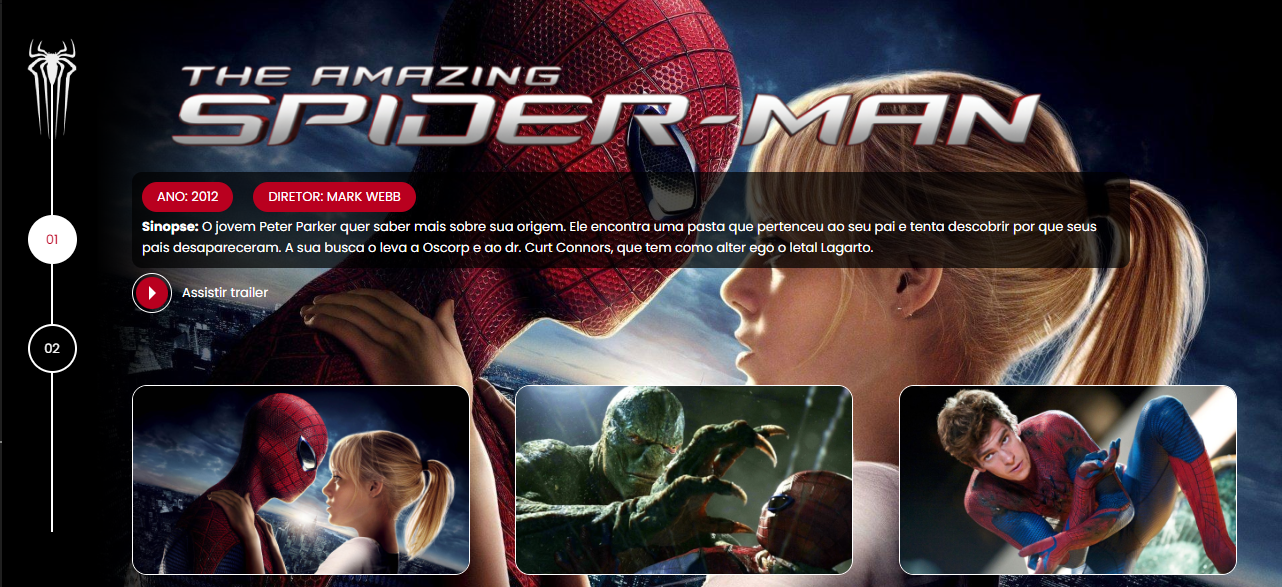 THE AMAZING
SPIDER-MAN
ANO: 2012 DIRETOR: MARK WEBB
Sinopse: O jovem Peter Parker quer saber mais sobre sua origem. Ele encontra uma pasta que pertenceu ao seu pai e tenta descobrir por que seus
pais desapareceram. A sua busca o leva a Oscorp e ao dr. Curt Connors, que tem como alter ego o letal Lagarto.
01
Assistir trailer
02